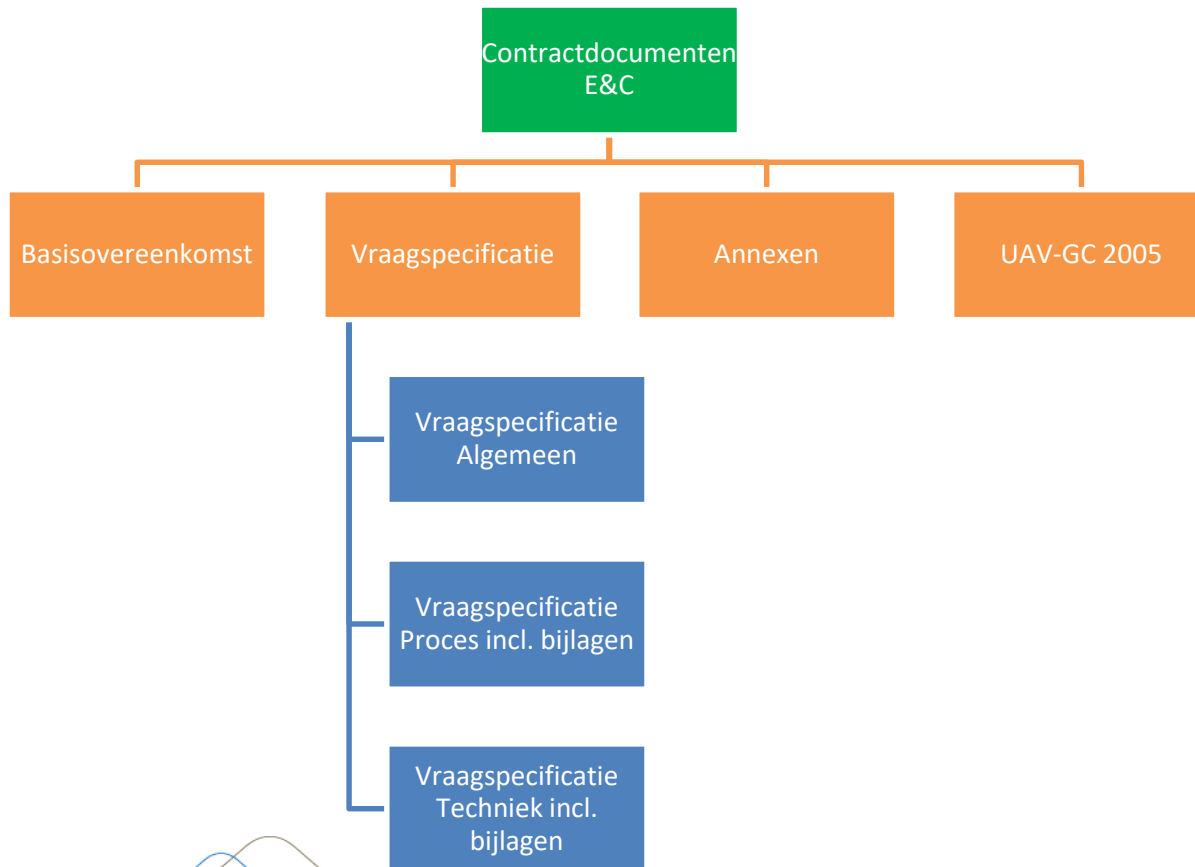 Contractdocumenten
E&C
Basisovereenkomst
Vraagspecificatie
Annexen
UAV-GC 2005
Vraagspecificatie
Algemeen
Vraagspecificatie
Proces incl. bijlagen
Vraagspecificatie
Techniek incl.
bijlagen